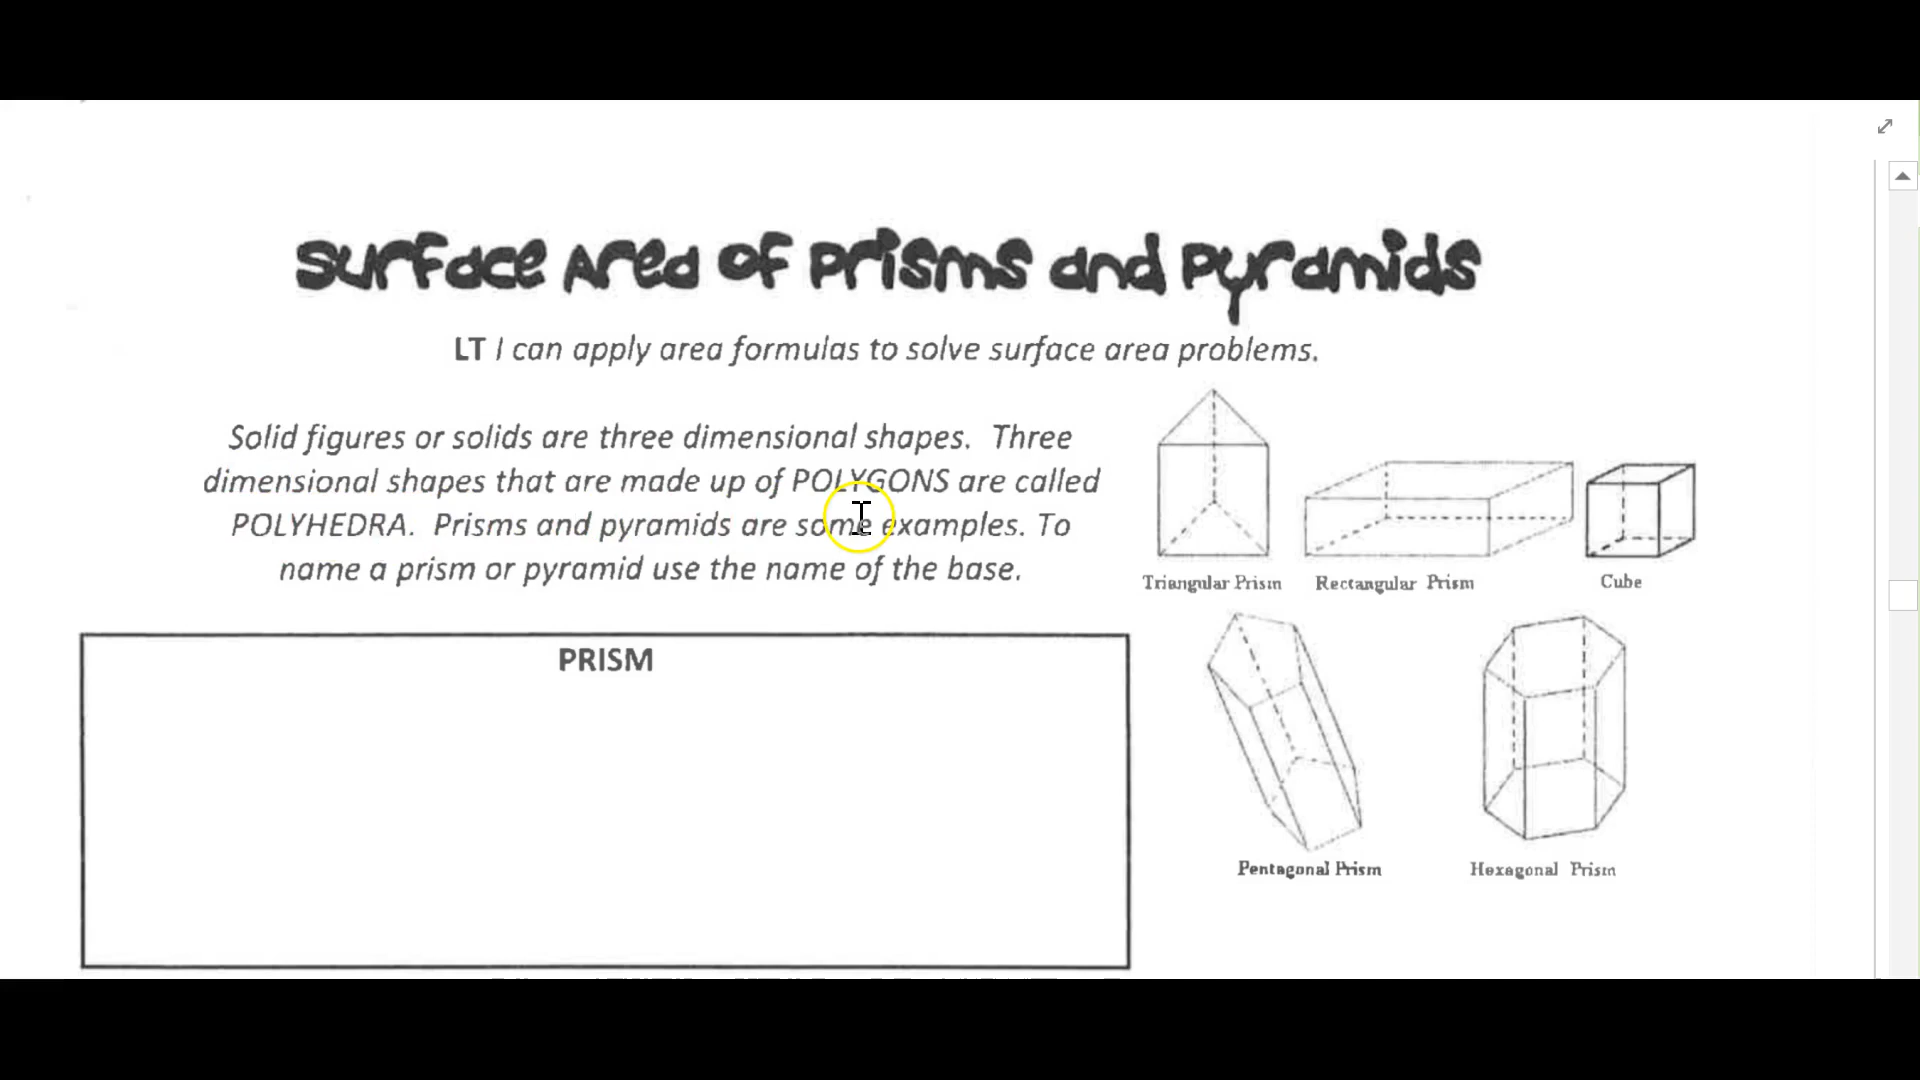 Surface Area of Prisms and Pyramids
LT I can apply area formulas to solve surface area problems.
Solid figures or solids are three dimensional shapes. Three
dimensional shapes that are made up of POLYGONS are called
POLYHEDRA. Prisms and pyramids are some examples. To
name a prism or pyramid use the name of the base.
Triangular Prism
Rectangular Prism
Cube
PRISM
Pentagonal Prism
Hexagonal Prism